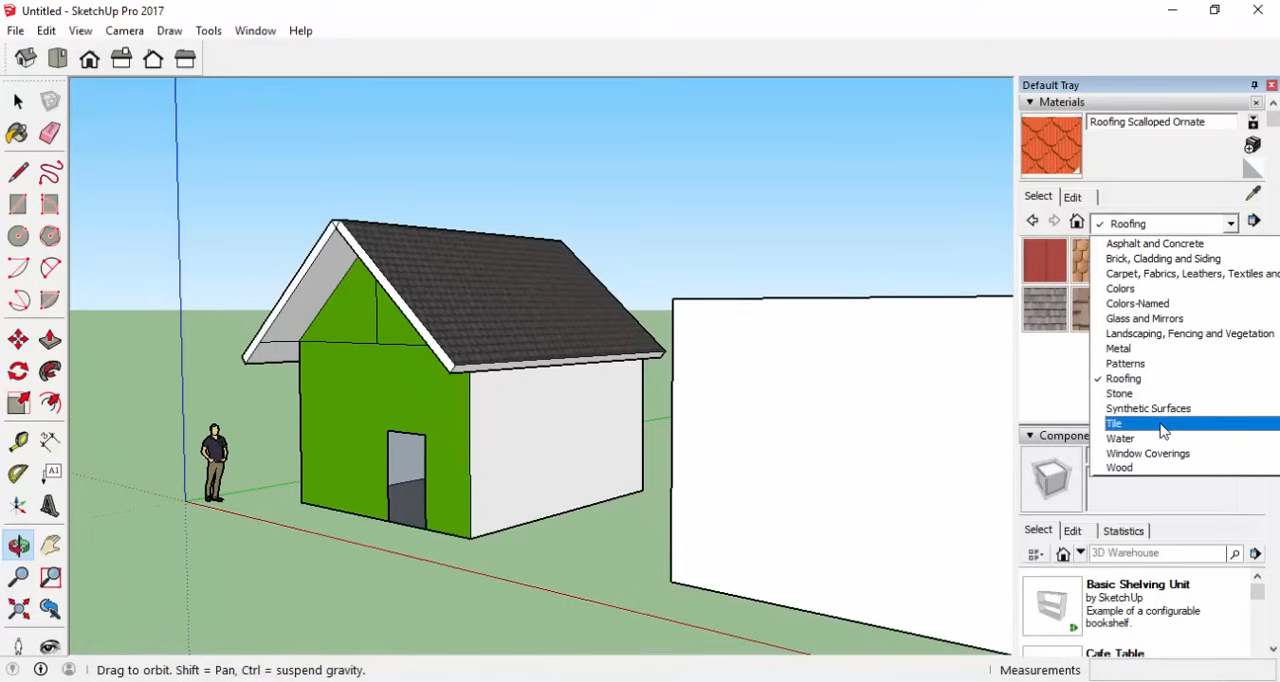 Untitled - SketchUp Pro 2017
File Edit View Camera Draw Tools Window Help
Default Tray
Materials
Roofing Scalloped Ornate
Select Edit
Roofing
Asphalt and Concrete
Brick, Cladding and Siding
Carpet, Fabrics, Leathers, Textiles and
Colors
Colors-Named
Glass and Mirrors
Landscaping, Fencing and Vegetation
Metal
Patterns
Roofing
Stone
Synthetic Surfaces
Tile
Water
Window Coverings
Wood
Compone
A1
Select Edit Statistics
3D Warehouse
Basic Shelving Unit
by SketchUp
Example of a configurable
bookshelf.
Cafe Table
Drag to orbit. Shift = Pan, Ctrl = suspend gravity.
Measurements